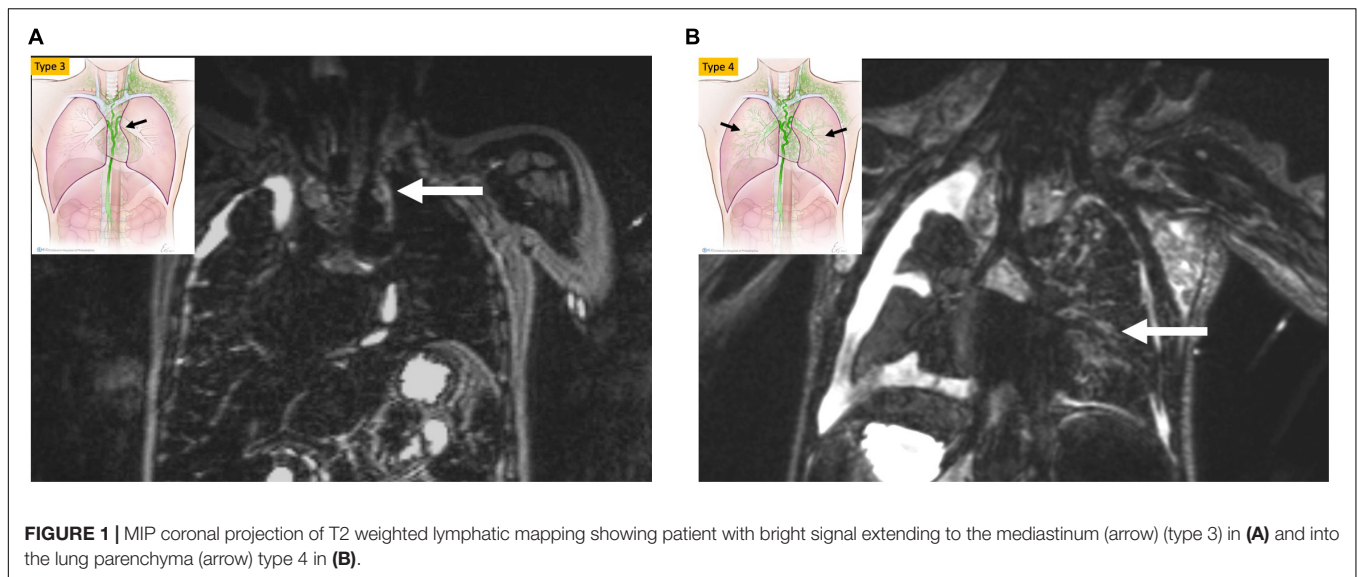 A
B
Type 3
Type 4
FIGURE 1 | MIP coronal projection of T2 weighted lymphatic mapping showing patient with bright signal extending to the mediastinum (arrow) (type 3) in (A) and into
the lung parenchyma (arrow) type 4 in (B).